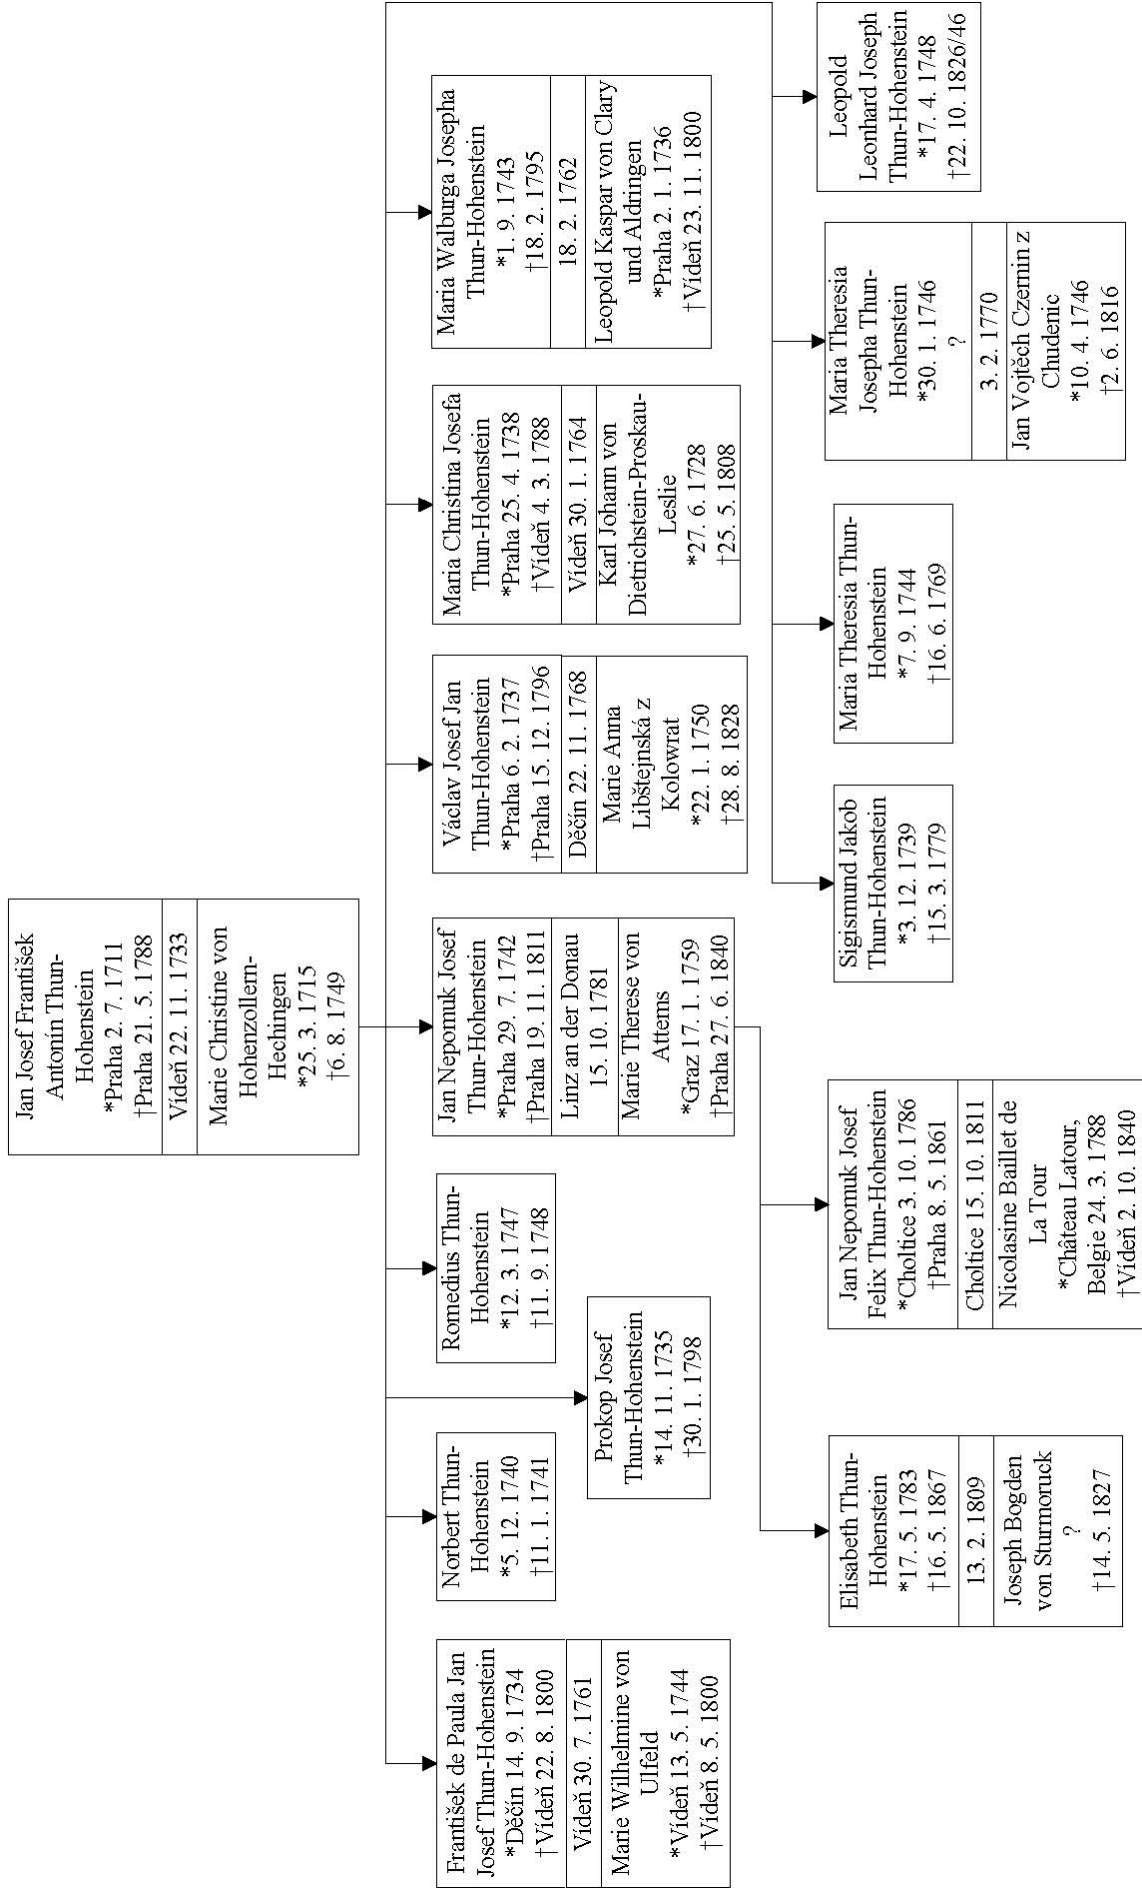 Jan Josef František
Antonin Thun-
Hohenstein
*Praha 2. 7. 1711
†Praha 21. 5. 1788
Vídeň 22. 11. 1733
Marie Christine von
Hohenzollern-
Hechingen
*25. 3. 1715
†6. 8. 1749
František de Paula Jan
Josef Thun-Hohenstein
*Děčín 14. 9. 1734
†Vídeň 22. 8. 1800
Vídeň 30. 7. 1761
Marie Wilhelmine von
Ulfeld
*Vídeň 13. 5. 1744
†Vídeň 8. 5. 1800
Norbert Thun-
Hohenstein
*5. 12. 1740
†11. 1. 1741
Prokop Josef
Thun-Hohenstein
*14. 11. 1735
†30. 1. 1798
Romedius Thun-
Hohenstein
*12. 3. 1747
†11. 9. 1748
Jan Nepomuk Josef
Thun-Hohenstein
*Praha 29. 7. 1742
†Praha 19. 11. 1811
Linz an der Donau
15. 10. 1781
Marie Therese von
Attems
*Graz 17. 1. 1759
†Praha 27. 6. 1840
Václav Josef Jan
Thun-Hohenstein
*Praha 6. 2. 1737
†Praha 15. 12. 1796
Děčín 22. 11. 1768
Marie Anna
Libštejnská z
Kolowrat
*22. 1. 1750
†28. 8. 1828
Maria Christina Josefa
Thun-Hohenstein
*Praha 25. 4. 1738
†Vídeň 4. 3. 1788
Vídeň 30. 1. 1764
Karl Johann von
Dietrichstein-Proskau-
Leslie
*27. 6. 1728
†25. 5. 1808
Maria Walburga Josepha
Thun-Hohenstein
*1. 9. 1743
†18. 2. 1795
18. 2. 1762
Leopold Kaspar von Clary
und Aldringen
*Praha 2. 1. 1736
†Vídeň 23. 11. 1800
Elisabeth Thun-
Hohenstein
*17. 5. 1783
†16. 5. 1867
13. 2. 1809
Joseph Bogden
von Sturmoruck
?
†14. 5. 1827
Jan Nepomuk Josef
Felix Thun-Hohenstein
*Choltice 3. 10. 1786
†Praha 8. 5. 1861
Choltice 15. 10. 1811
Nicolasine Baillet de
La Tour
*Château Latour,
Belgie 24. 3. 1788
†Vídeň 2. 10. 1840
Sigismund Jakob
Thun-Hohenstein
*3. 12. 1739
†15. 3. 1779
Maria Theresia Thun-
Hohenstein
*7. 9. 1744
†16. 6. 1769
Maria Theresia
Josepha Thun-
Hohenstein
*30. 1. 1746
?
3. 2. 1770
Jan Vojtěch Czernin z
Chudenic
*10. 4. 1746
†2. 6. 1816
Leopold
Leonhard Joseph
Thun-Hohenstein
*17. 4. 1748
†22. 10. 1826/46